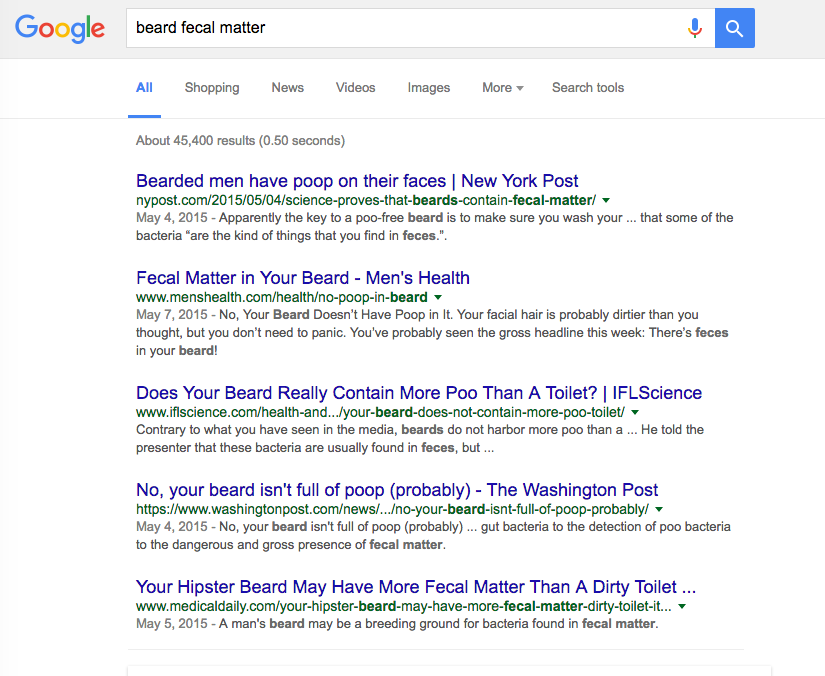 Google
beard fecal matter
All Shopping News Videos Images More Search tools
About 45,400 results (0.50 seconds)
Bearded men have poop on their faces | New York Post
nypost.com/2015/05/04/science-proves-that-beards-contain-fecal-matter/
May 4, 2015 - Apparently the key to a poo-free beard is to make sure you wash your ... that some of the
bacteria “are the kind of things that you find in feces.”.
Fecal Matter in Your Beard - Men's Health
www.menshealth.com/health/no-poop-in-beard
May 7, 2015 - No, Your Beard Doesn’t Have Poop in It. Your facial hair is probably dirtier than you
thought, but you don’t need to panic. You’ve probably seen the gross headline this week: There’s feces
in your beard!
Does Your Beard Really Contain More Poo Than A Toilet? | IFLScience
www.iflscience.com/health-and.../your-beard-does-not-contain-more-poo-toilet/
Contrary to what you have seen in the media, beards do not harbor more poo than a ... He told the
presenter that these bacteria are usually found in feces, but ...
No, your beard isn't full of poop (probably) - The Washington Post
https://www.washingtonpost.com/news/.../no-your-beard-isnt-full-of-poop-probably/
May 4, 2015 - No, your beard isn't full of poop (probably) ... gut bacteria to the detection of poo bacteria
to the dangerous and gross presence of fecal matter.
Your Hipster Beard May Have More Fecal Matter Than A Dirty Toilet ...
www.medicaldaily.com/your-hipster-beard-may-have-more-fecal-matter-dirty-toilet-it...
May 5, 2015 - A man's beard may be a breeding ground for bacteria found in fecal matter.